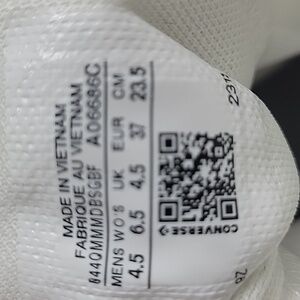 MADE IN VIETNAM
FABRIQUE AU VIETNAM
044QMMMDBSGBF A06686C
MENS WO'S UK EUR CM
4.5 6.5 4.5 37 23.5
CONVERSE